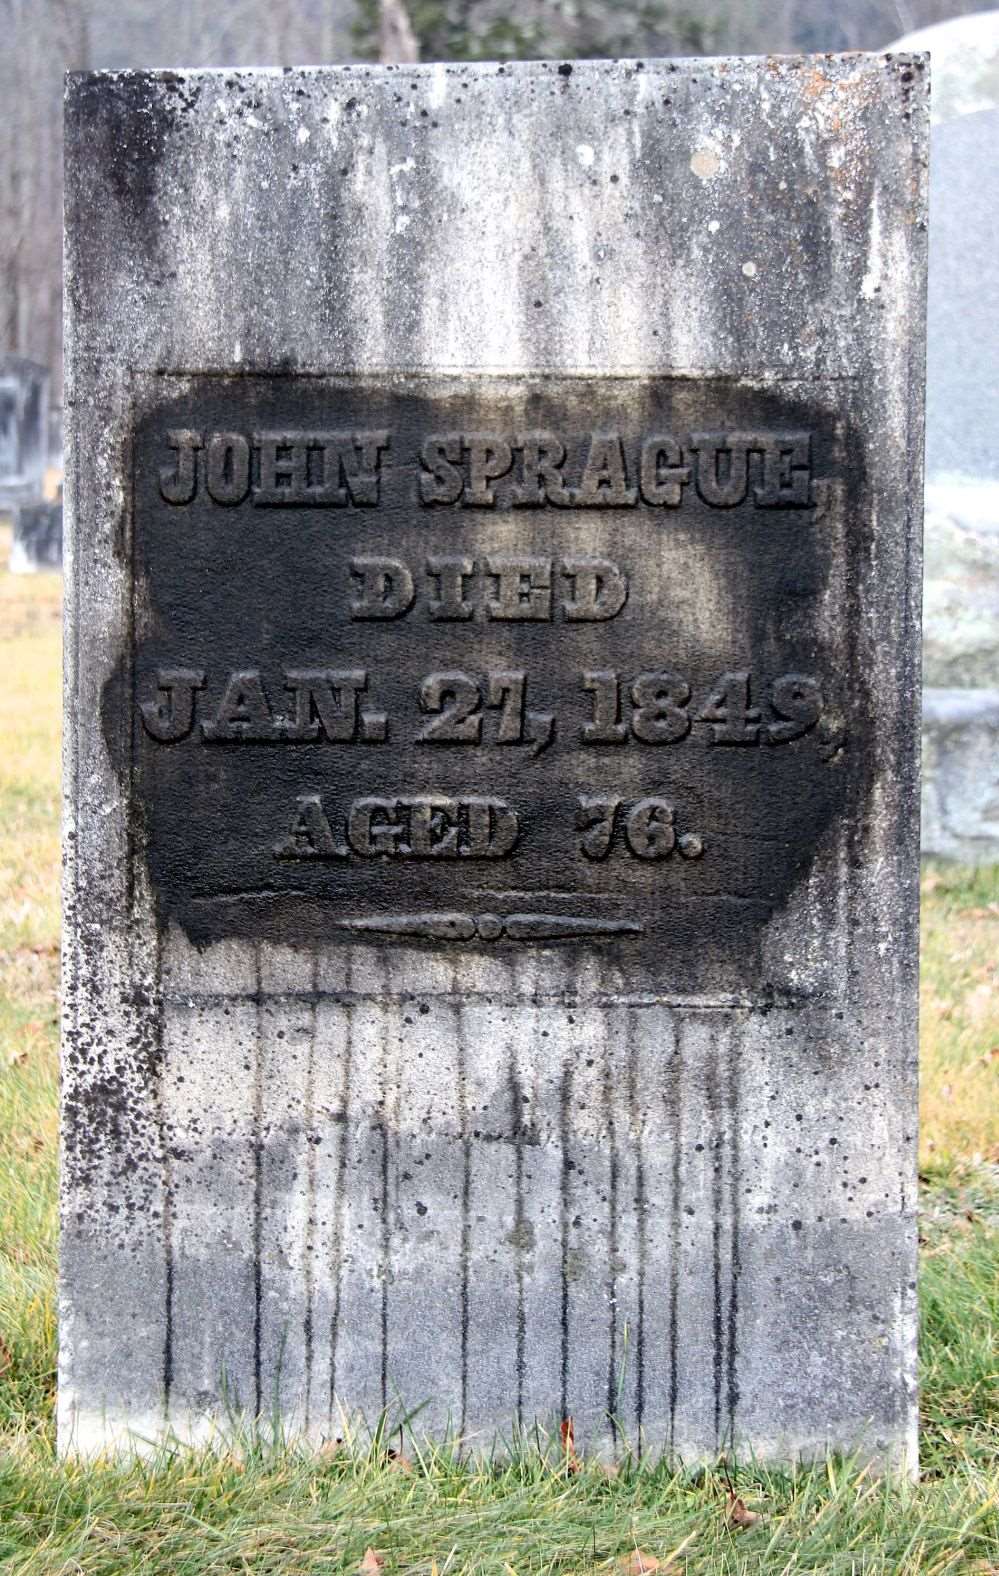 JOHN SPRAGUE,
DIED
JAN. 27, 1849,
AGED 76.